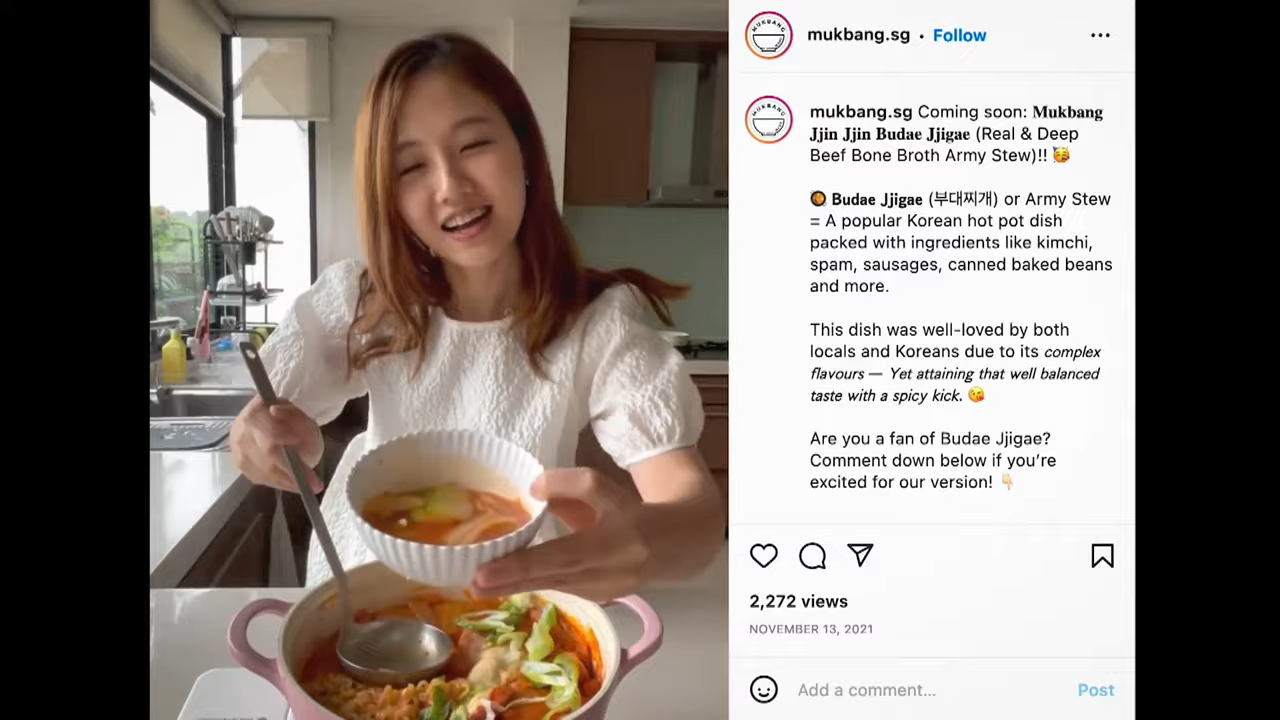 MUKBANG
mukbang.sg • Follow
MUKBANG
mukbang.sg Coming soon: Mukbang
Jjin Jjin Budae Jjigae (Real & Deep
Beef Bone Broth Army Stew)!! 🥳
🥘 Budae Jjigae (부대찌개) or Army Stew
= A popular Korean hot pot dish
packed with ingredients like kimchi,
spam, sausages, canned baked beans
and more.
This dish was well-loved by both
locals and Koreans due to its complex
flavours — Yet attaining that well balanced
taste with a spicy kick. 😘
Are you a fan of Budae Jjigae?
Comment down below if you're
excited for our version! 👇🏻
2,272 views
NOVEMBER 13, 2021
Add a comment...
Post